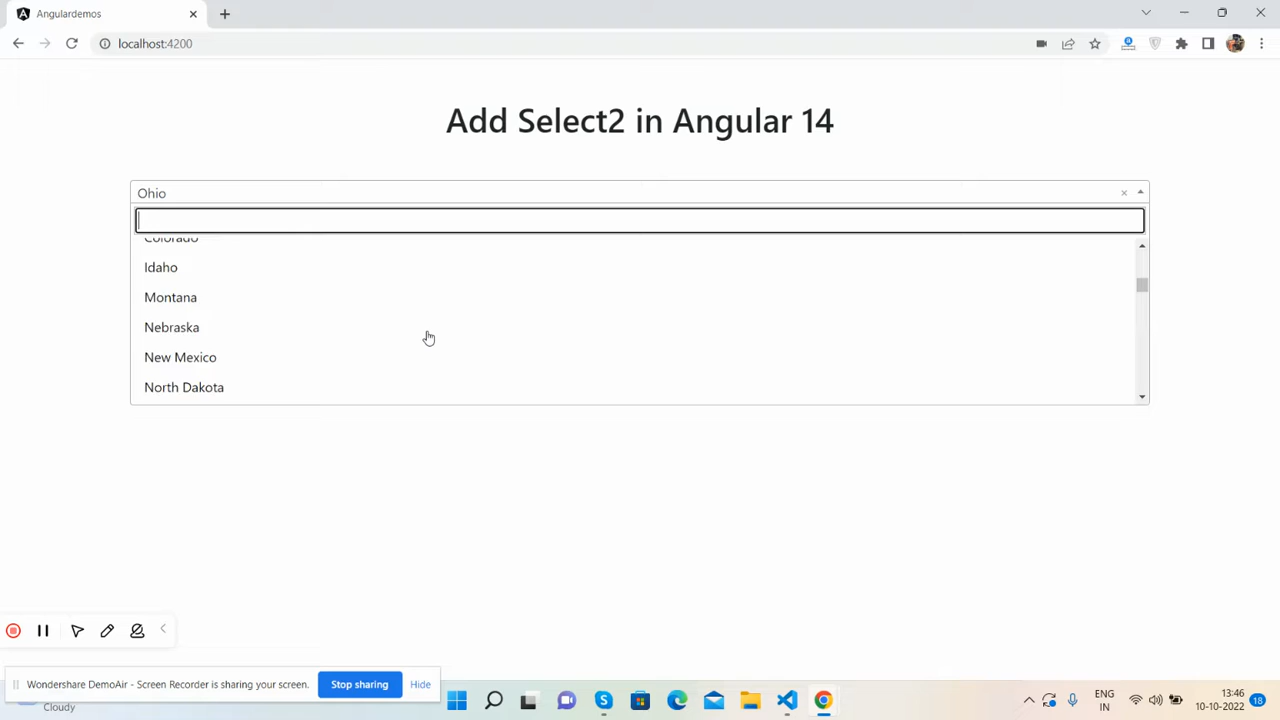 Angulardemos
localhost:4200
Add Select2 in Angular 14
Ohio
Colorado
Idaho
Montana
Nebraska
New Mexico
North Dakota
Wondershare DemoAir - Screen Recorder is sharing your screen.
Stop sharing
Hide
Cloudy
ENG
IN
13:46
10-10-2022
18